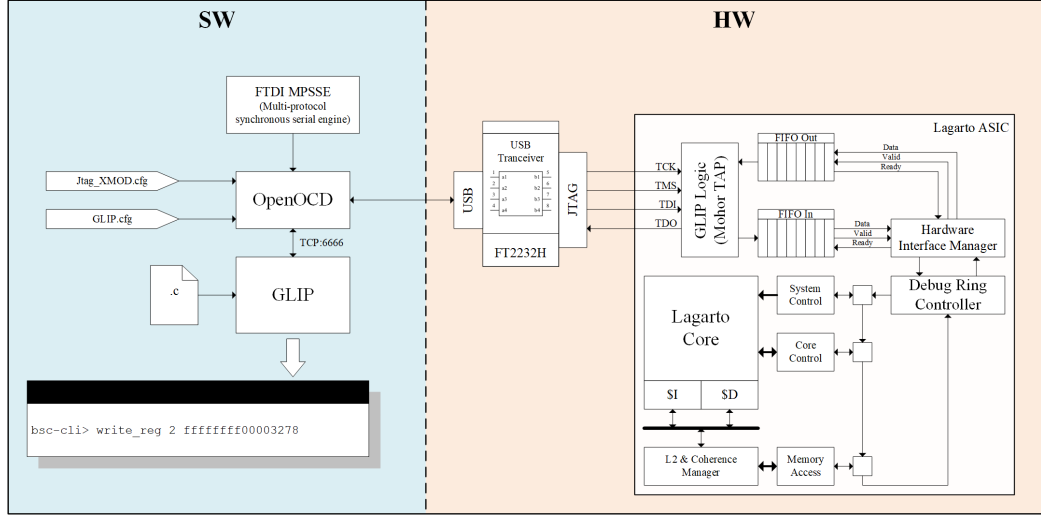 SW
HW
FTDI MPSSE
(Multi-protocol
synchronous serial engine)
Jtag_XMOD.cfg
GLIP.cfg
OpenOCD
TCP:6666
.c
GLIP
bsc-cli> write_reg 2 ffffffff00003278
USB
USB
Tranceiver
1 a1 b1 5
2 a2 b2 6
3 a3 b3 7
4 a4 b4 8
FT2232H
JTAG
TCK
TMS
TDI
TDO
Lagarto ASIC
GLIP Logic
(Mohor TAP)
FIFO Out
Data
Valid
Ready
FIFO In
Data
Valid
Ready
Hardware
Interface Manager
Debug Ring
Controller
System
Control
Lagarto
Core
Core
Control
$I
$D
L2 & Coherence
Manager
Memory
Access